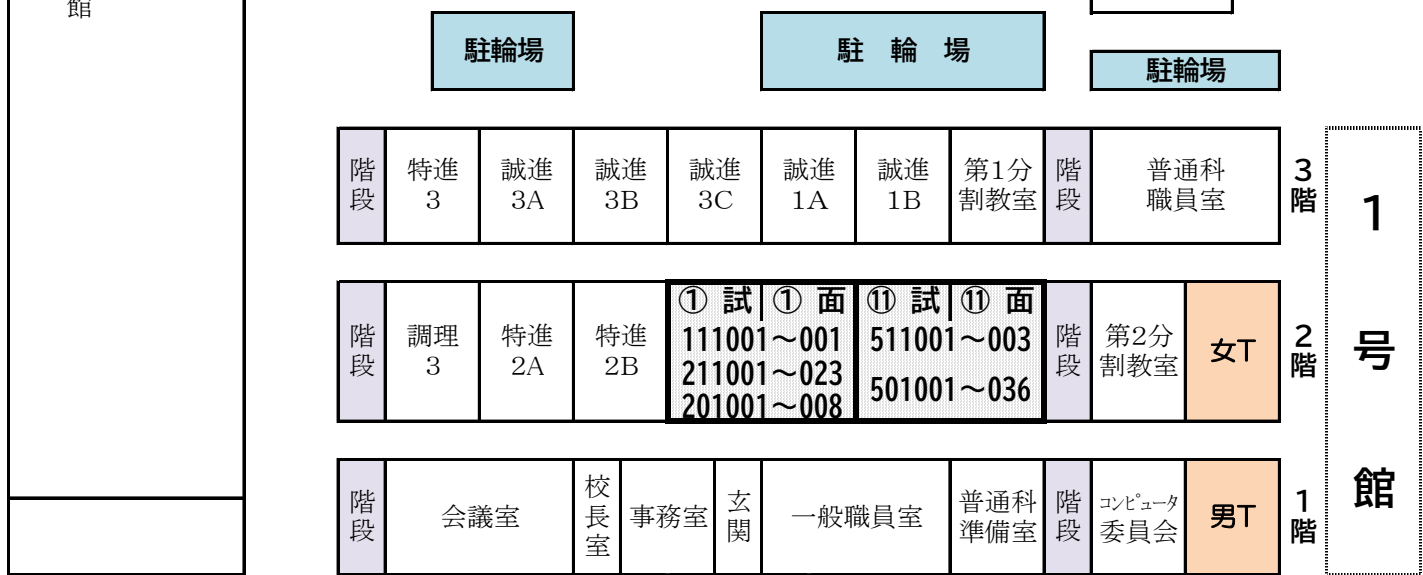 館
駐輪場
駐 輪 場
駐輪場
階段
特進
3
誠進
3A
誠進
3B
誠進
3C
誠進
1A
誠進
1B
第1分
割教室
階段
普通科
職員室
3階
階段
調理
3
特進
2A
特進
2B
① 試 ① 面
111001～001
211001～023
201001～008
⑪ 試 ⑪ 面
511001～003
501001～036
階段
第2分
割教室
女T
2階
階段
会議室
校長室
事務室
玄関
一般職員室
普通科
準備室
階段
コンピュータ
委員会
男T
1階
1号館